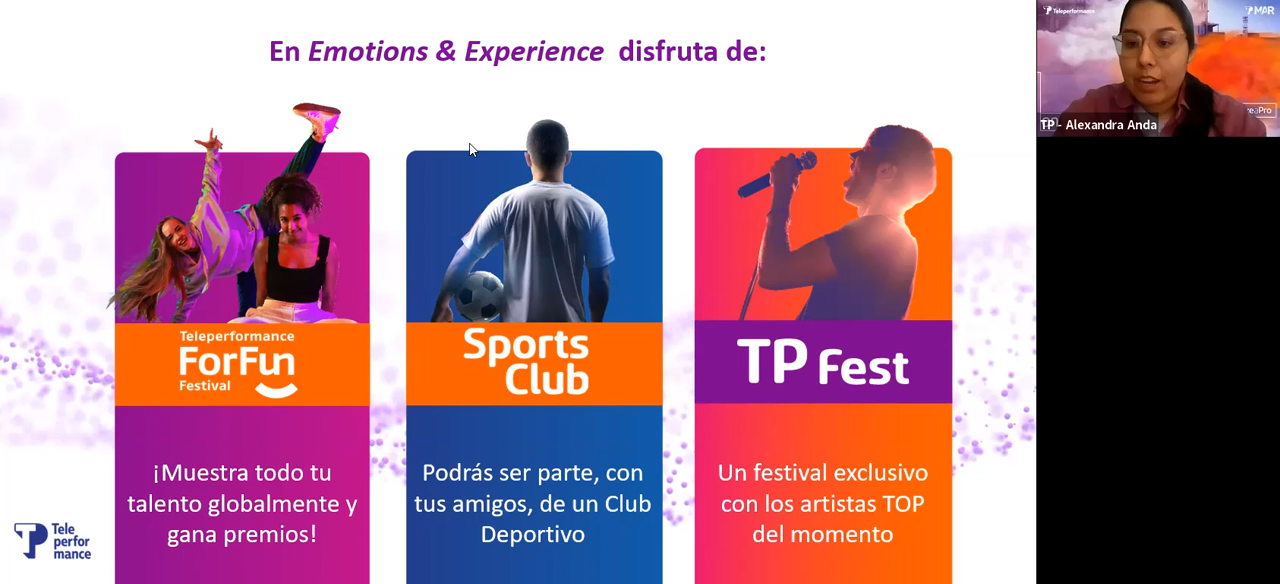 En Emotions & Experience disfruta de:
Teleperformance
ForFun
Festival
¡Muestra todo tu
talento globalmente y
gana premios!
Sports
Club
Podrás ser parte, con
tus amigos, de un Club
Deportivo
TP Fest
Un festival exclusivo
con los artistas TOP
del momento
Tele
perfor
mance
Teleperformance
MAR
TP - Alexandra Anda